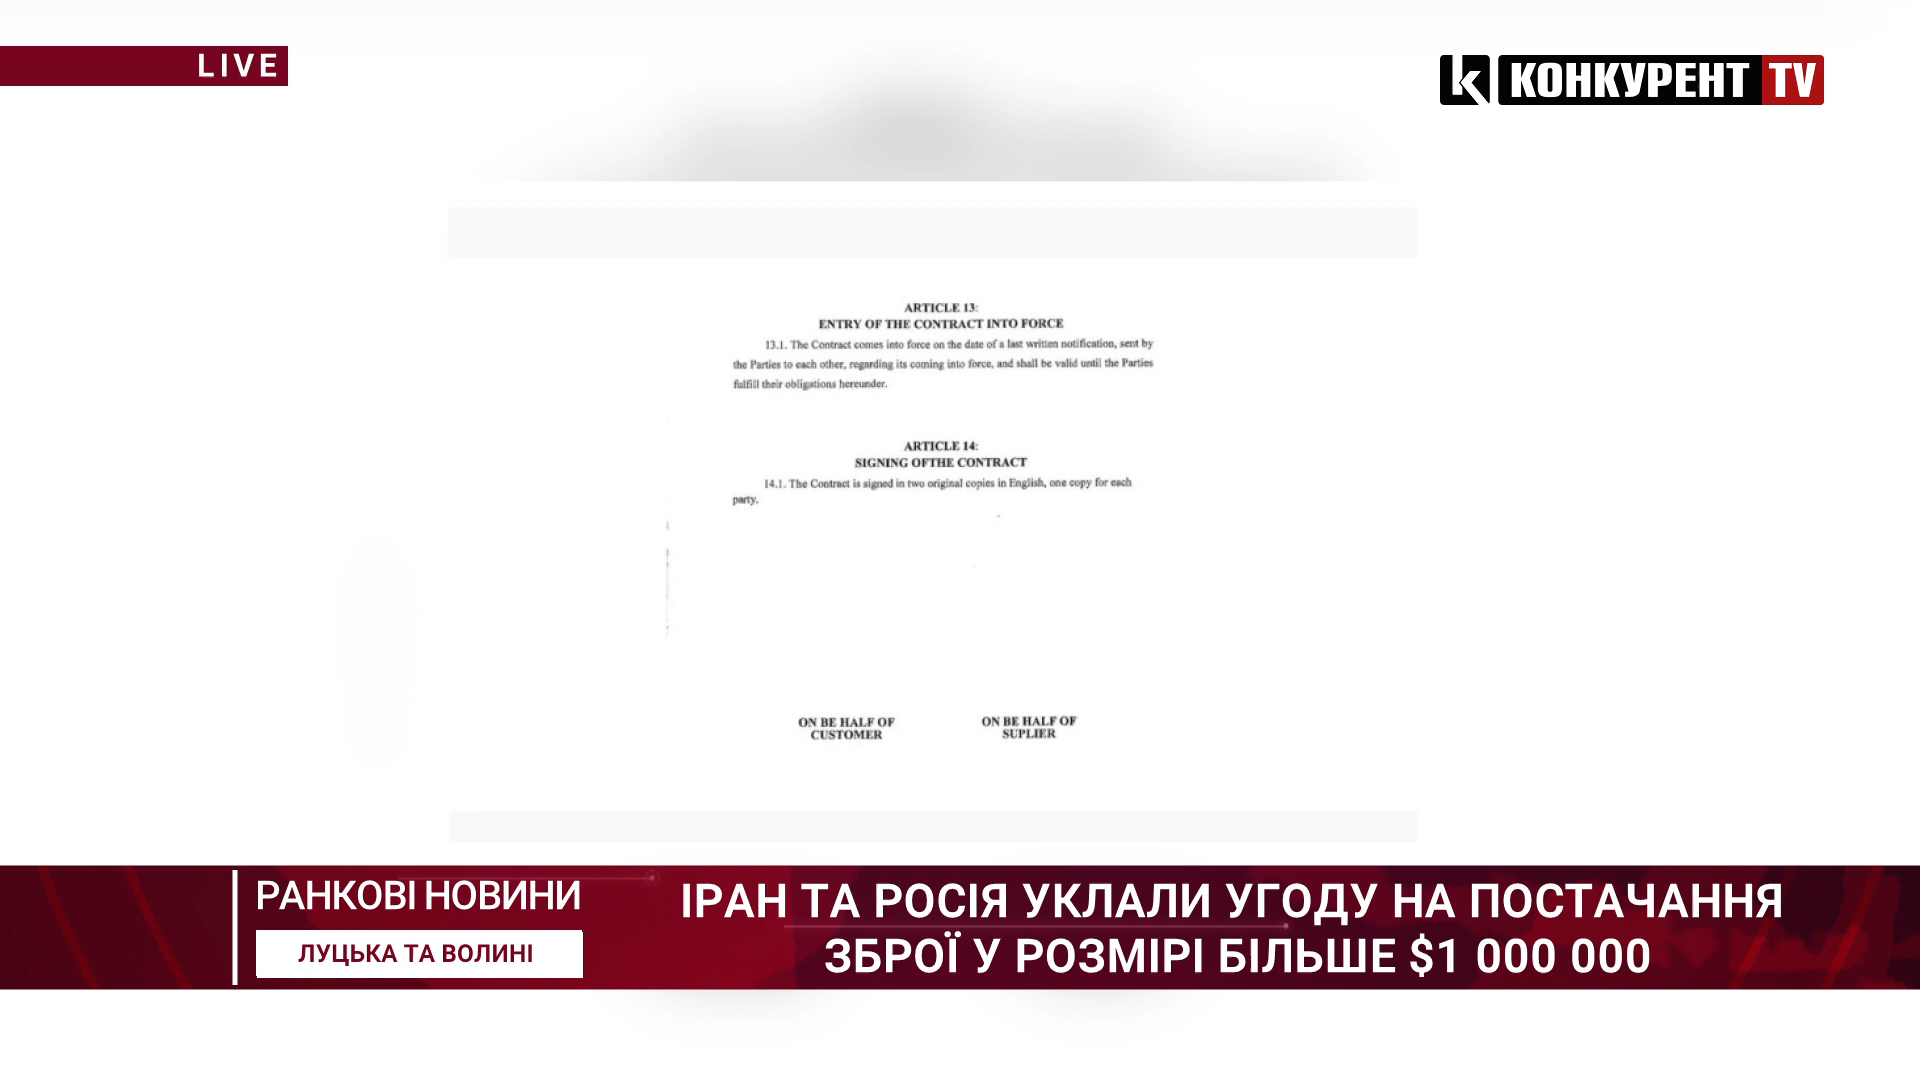 LIVE
K КОНКУРЕНТ TV
ARTICLE 13:
ENTRY OF THE CONTRACT INTO FORCE
13.1. The Contract comes into force on the date of a last written notification, sent by
the Parties to each other, regarding its coming into force, and shall be valid until the Parties
fulfill their obligations hereunder.
ARTICLE 14:
SIGNING OFTHE CONTRACT
14.1. The Contract is signed in two original copies in English, one copy for each
party.
ON BE HALF OF
CUSTOMER
ON BE HALF OF
SUPLIER
РАНКОВІ НОВИНИ
ЛУЦЬКА ТА ВОЛИНІ
ІРАН ТА РОСІЯ УКЛАЛИ УГОДУ НА ПОСТАЧАННЯ
ЗБРОЇ У РОЗМІРІ БІЛЬШЕ $1 000 000